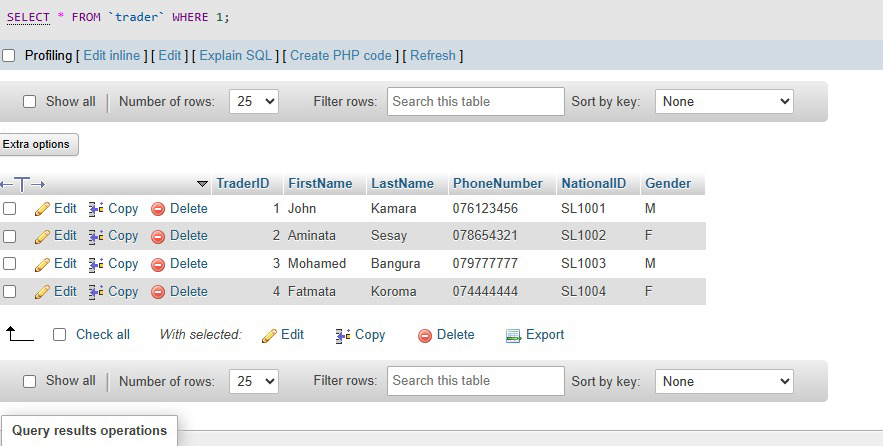 SELECT * FROM `trader` WHERE 1;
Profiling [ Edit inline ] [ Edit ] [ Explain SQL ] [ Create PHP code ] [ Refresh ]
Show all | Number of rows: 25 Filter rows: Search this table Sort by key: None
Extra options
←T→ TraderID FirstName LastName PhoneNumber NationalID Gender
Edit Copy Delete 1 John Kamara 076123456 SL1001 M
Edit Copy Delete 2 Aminata Sesay 078654321 SL1002 F
Edit Copy Delete 3 Mohamed Bangura 079777777 SL1003 M
Edit Copy Delete 4 Fatmata Koroma 074444444 SL1004 F
Check all With selected: Edit Copy Delete Export
Show all | Number of rows: 25 Filter rows: Search this table Sort by key: None
Query results operations